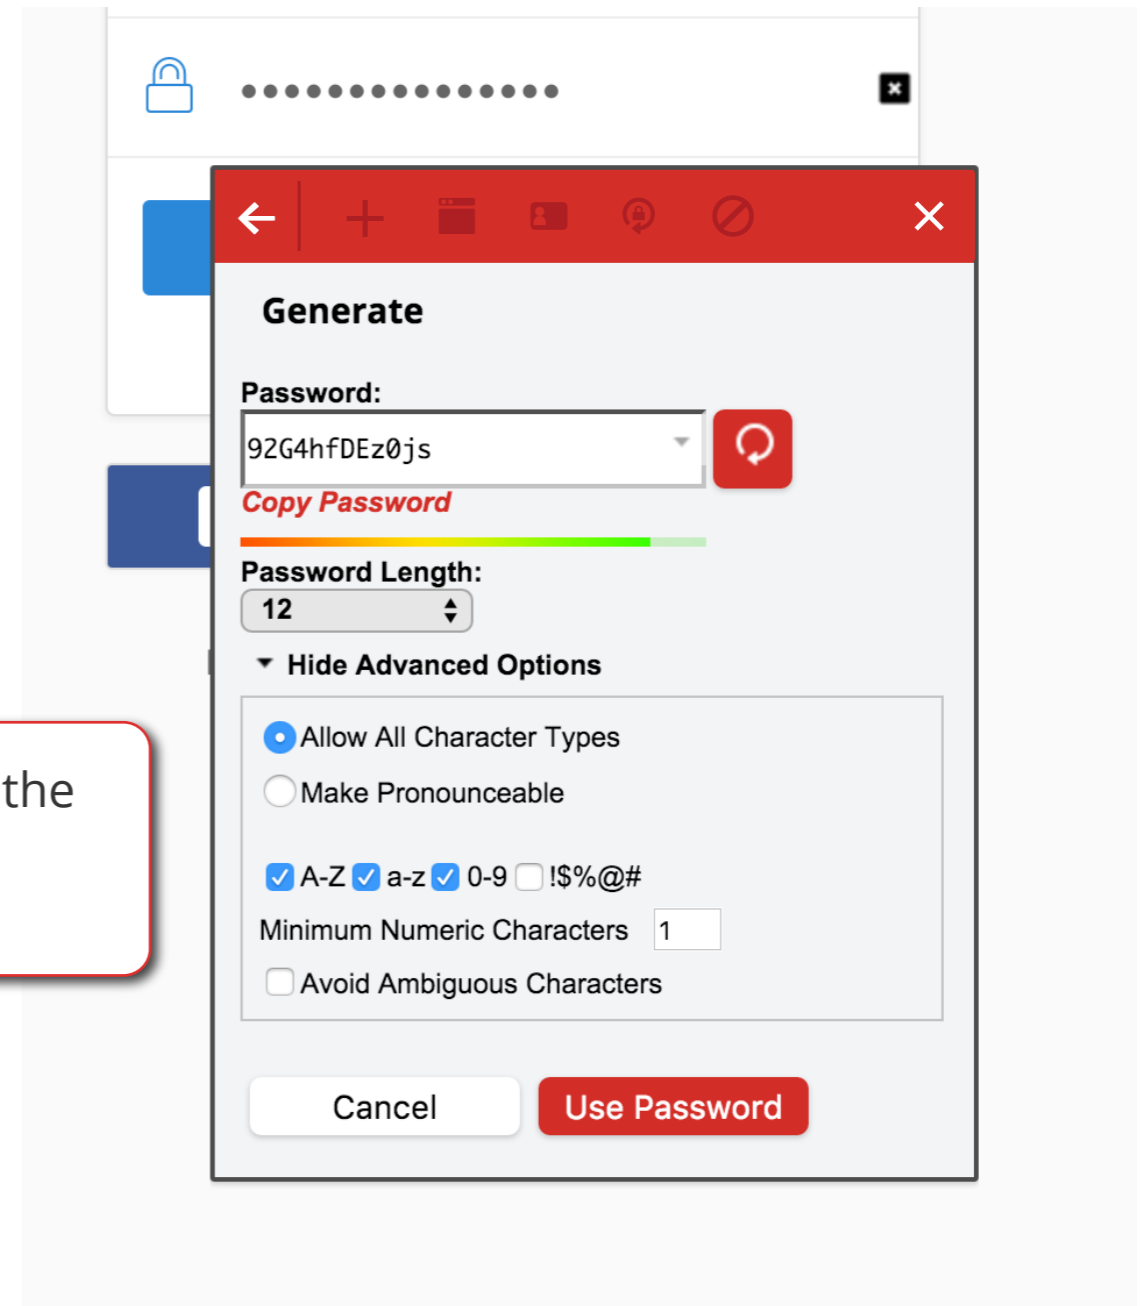 Generate
Password:
92G4hfDEz0js
Copy Password
Password Length:
12
Hide Advanced Options
Allow All Character Types
Make Pronounceable
A-Z a-z 0-9 !$%@#
Minimum Numeric Characters 1
Avoid Ambiguous Characters
Cancel Use Password
the